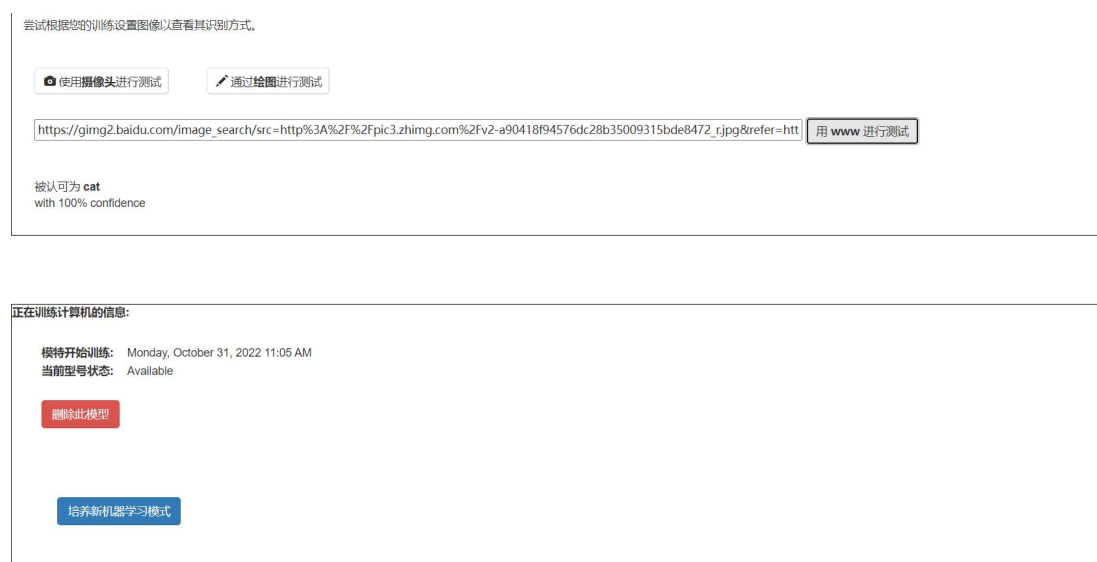 尝试根据您的训练设置图像以查看其识别方式。
使用摄像头进行测试 通过绘图进行测试
https://gimg2.baidu.com/image_search/src=http%3A%2F%2Fpic3.zhimg.com%2Fv2-a90418f94576dc28b35009315bde8472_r.jpg&refer=htt 用 www 进行测试
被认可为 cat
with 100% confidence
正在训练计算机的信息:
模特开始训练: Monday, October 31, 2022 11:05 AM
当前型号状态: Available
删除此模型
培养新机器学习模式